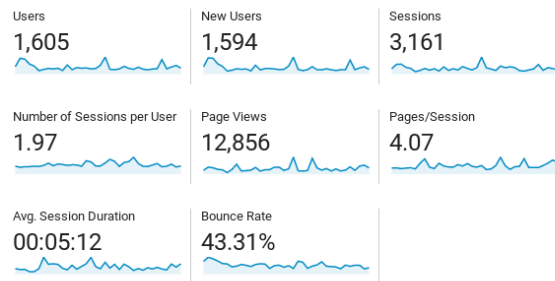 Users
1,605
New Users
1,594
Sessions
3,161
Number of Sessions per User
1.97
Page Views
12,856
Pages/Session
4.07
Avg. Session Duration
00:05:12
Bounce Rate
43.31%